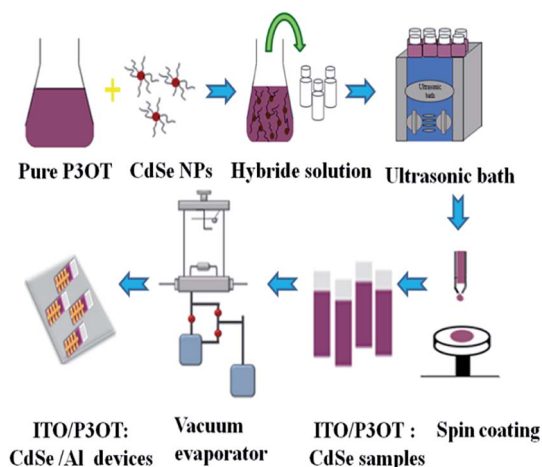 Pure P3OT
CdSe NPs
Hybride solution
Ultrasonic
bath
Ultrasonic bath
ITO/P3OT:
CdSe /Al devices
Vacuum
evaporator
ITO/P3OT :
CdSe samples
Spin coating